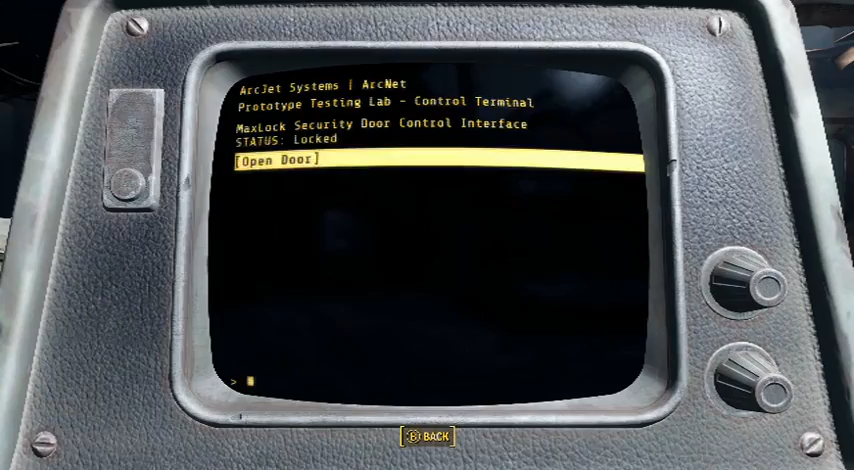 ArcJet Systems | ArcNet
Prototype Testing Lab - Control Terminal
MaxLock Security Door Control Interface
STATUS: Locked
[Open Door]
>
[B BACK]